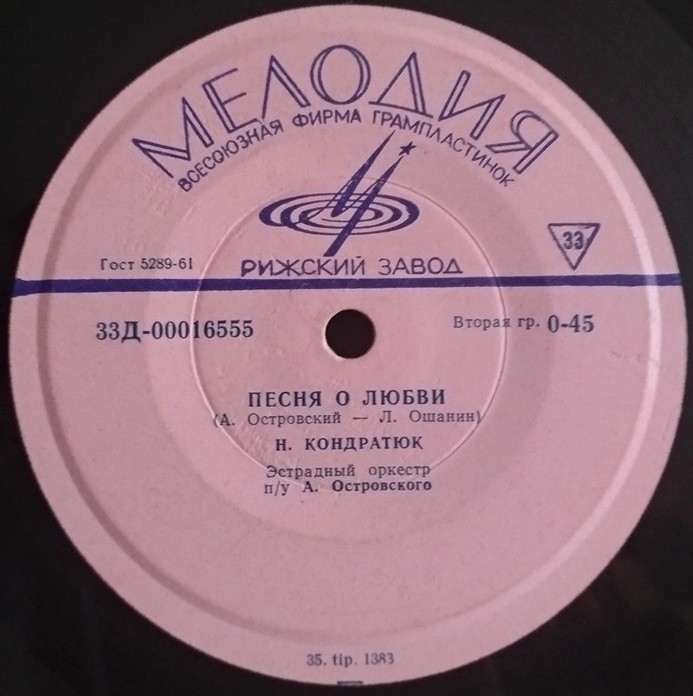 МЕЛОДИЯ
ВСЕСОЮЗНАЯ ФИРМА ГРАМПЛАСТИНОК
33
Гост 5289-61
РИЖСКИЙ ЗАВОД
33Д-00016555
Вторая гр. 0-45
ПЕСНЯ О ЛЮБВИ
(А. Островский — Л. Ошанин)
Н. КОНДРАТЮК
Эстрадный оркестр
п/у А. Островского
35. tip. 1383